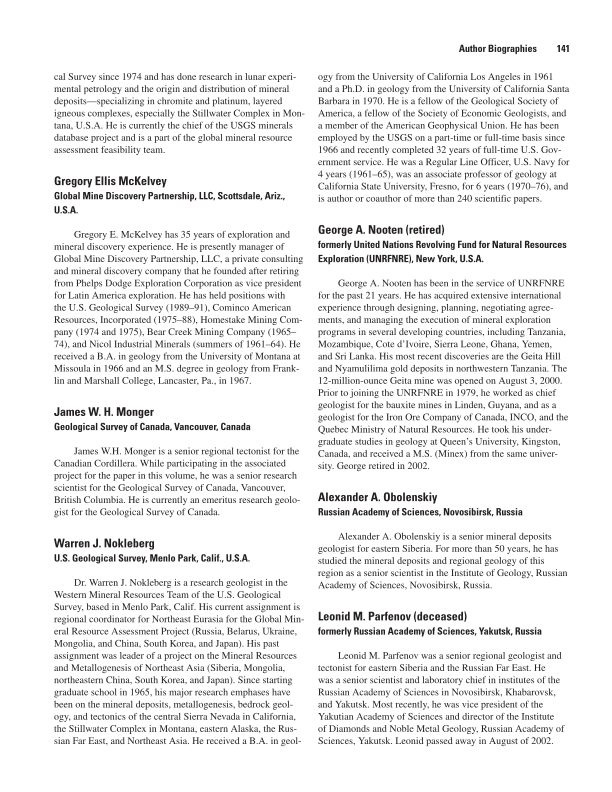 Author Biographies 141
cal Survey since 1974 and has done research in lunar experi-
mental petrology and the origin and distribution of mineral
deposits—specializing in chromite and platinum, layered
igneous complexes, especially the Stillwater Complex in Mon-
tana, U.S.A. He is currently the chief of the USGS minerals
database project and is a part of the global mineral resource
assessment feasibility team.
Gregory Ellis McKelvey
Global Mine Discovery Partnership, LLC, Scottsdale, Ariz.,
U.S.A.
Gregory E. McKelvey has 35 years of exploration and
mineral discovery experience. He is presently manager of
Global Mine Discovery Partnership, LLC, a private consulting
and mineral discovery company that he founded after retiring
from Phelps Dodge Exploration Corporation as vice president
for Latin America exploration. He has held positions with
the U.S. Geological Survey (1989–91), Cominco American
Resources, Incorporated (1975–88), Homestake Mining Com-
pany (1974 and 1975), Bear Creek Mining Company (1965–
74), and Nicol Industrial Minerals (summers of 1961–64). He
received a B.A. in geology from the University of Montana at
Missoula in 1966 and an M.S. degree in geology from Frank-
lin and Marshall College, Lancaster, Pa., in 1967.
James W. H. Monger
Geological Survey of Canada, Vancouver, Canada
James W.H. Monger is a senior regional tectonist for the
Canadian Cordillera. While participating in the associated
project for the paper in this volume, he was a senior research
scientist for the Geological Survey of Canada, Vancouver,
British Columbia. He is currently an emeritus research geolo-
gist for the Geological Survey of Canada.
Warren J. Nokleberg
U.S. Geological Survey, Menlo Park, Calif., U.S.A.
Dr. Warren J. Nokleberg is a research geologist in the
Western Mineral Resources Team of the U.S. Geological
Survey, based in Menlo Park, Calif. His current assignment is
regional coordinator for Northeast Eurasia for the Global Min-
eral Resource Assessment Project (Russia, Belarus, Ukraine,
Mongolia, and China, South Korea, and Japan). His past
assignment was leader of a project on the Mineral Resources
and Metallogenesis of Northeast Asia (Siberia, Mongolia,
northeastern China, South Korea, and Japan). Since starting
graduate school in 1965, his major research emphases have
been on the mineral deposits, metallogenesis, bedrock geol-
ogy, and tectonics of the central Sierra Nevada in California,
the Stillwater Complex in Montana, eastern Alaska, the Rus-
sian Far East, and Northeast Asia. He received a B.A. in geol-
ogy from the University of California Los Angeles in 1961
and a Ph.D. in geology from the University of California Santa
Barbara in 1970. He is a fellow of the Geological Society of
America, a fellow of the Society of Economic Geologists, and
a member of the American Geophysical Union. He has been
employed by the USGS on a part-time or full-time basis since
1966 and recently completed 32 years of full-time U.S. Gov-
ernment service. He was a Regular Line Officer, U.S. Navy for
4 years (1961–65), was an associate professor of geology at
California State University, Fresno, for 6 years (1970–76), and
is author or coauthor of more than 240 scientific papers.
George A. Nooten (retired)
formerly United Nations Revolving Fund for Natural Resources
Exploration (UNRFNRE), New York, U.S.A.
George A. Nooten has been in the service of UNRFNRE
for the past 21 years. He has acquired extensive international
experience through designing, planning, negotiating agree-
ments, and managing the execution of mineral exploration
programs in several developing countries, including Tanzania,
Mozambique, Cote d’Ivoire, Sierra Leone, Ghana, Yemen,
and Sri Lanka. His most recent discoveries are the Geita Hill
and Nyamulilima gold deposits in northwestern Tanzania. The
12-million-ounce Geita mine was opened on August 3, 2000.
Prior to joining the UNRFNRE in 1979, he worked as chief
geologist for the bauxite mines in Linden, Guyana, and as a
geologist for the Iron Ore Company of Canada, INCO, and the
Quebec Ministry of Natural Resources. He took his under-
graduate studies in geology at Queen’s University, Kingston,
Canada, and received a M.S. (Minex) from the same univer-
sity. George retired in 2002.
Alexander A. Obolenskiy
Russian Academy of Sciences, Novosibirsk, Russia
Alexander A. Obolenskiy is a senior mineral deposits
geologist for eastern Siberia. For more than 50 years, he has
studied the mineral deposits and regional geology of this
region as a senior scientist in the Institute of Geology, Russian
Academy of Sciences, Novosibirsk, Russia.
Leonid M. Parfenov (deceased)
formerly Russian Academy of Sciences, Yakutsk, Russia
Leonid M. Parfenov was a senior regional geologist and
tectonist for eastern Siberia and the Russian Far East. He
was a senior scientist and laboratory chief in institutes of the
Russian Academy of Sciences in Novosibirsk, Khabarovsk,
and Yakutsk. Most recently, he was vice president of the
Yakutian Academy of Sciences and director of the Institute
of Diamonds and Noble Metal Geology, Russian Academy of
Sciences, Yakutsk. Leonid passed away in August of 2002.